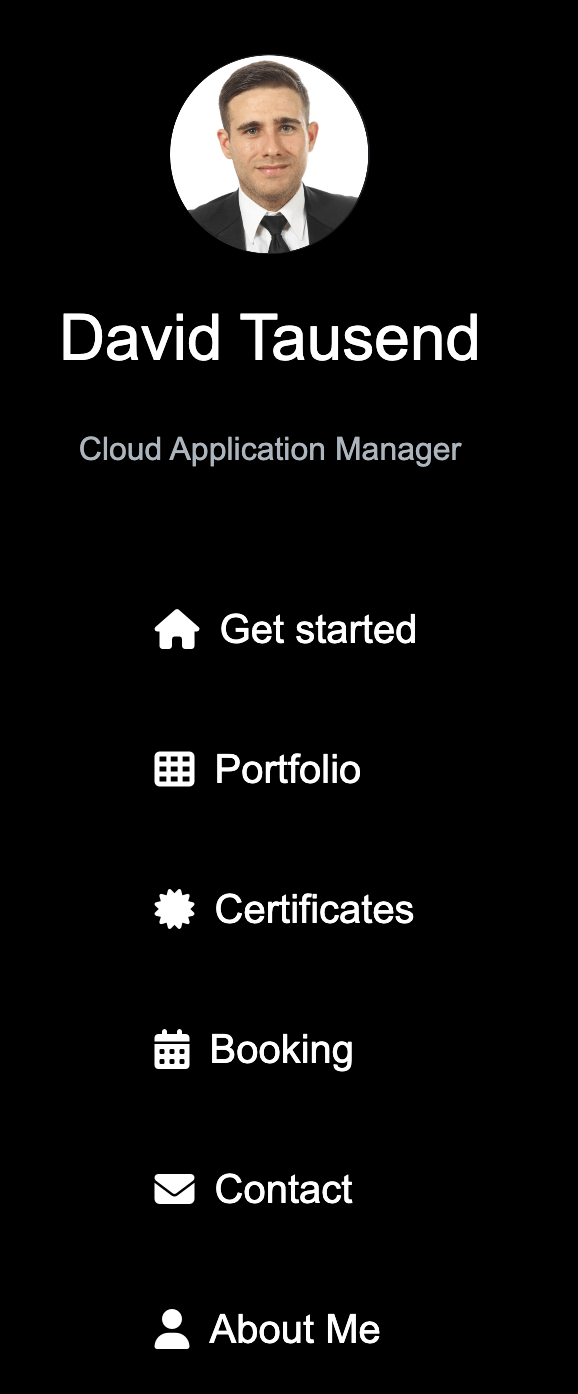 David Tausend
Cloud Application Manager
Get started
Portfolio
Certificates
Booking
Contact
About Me